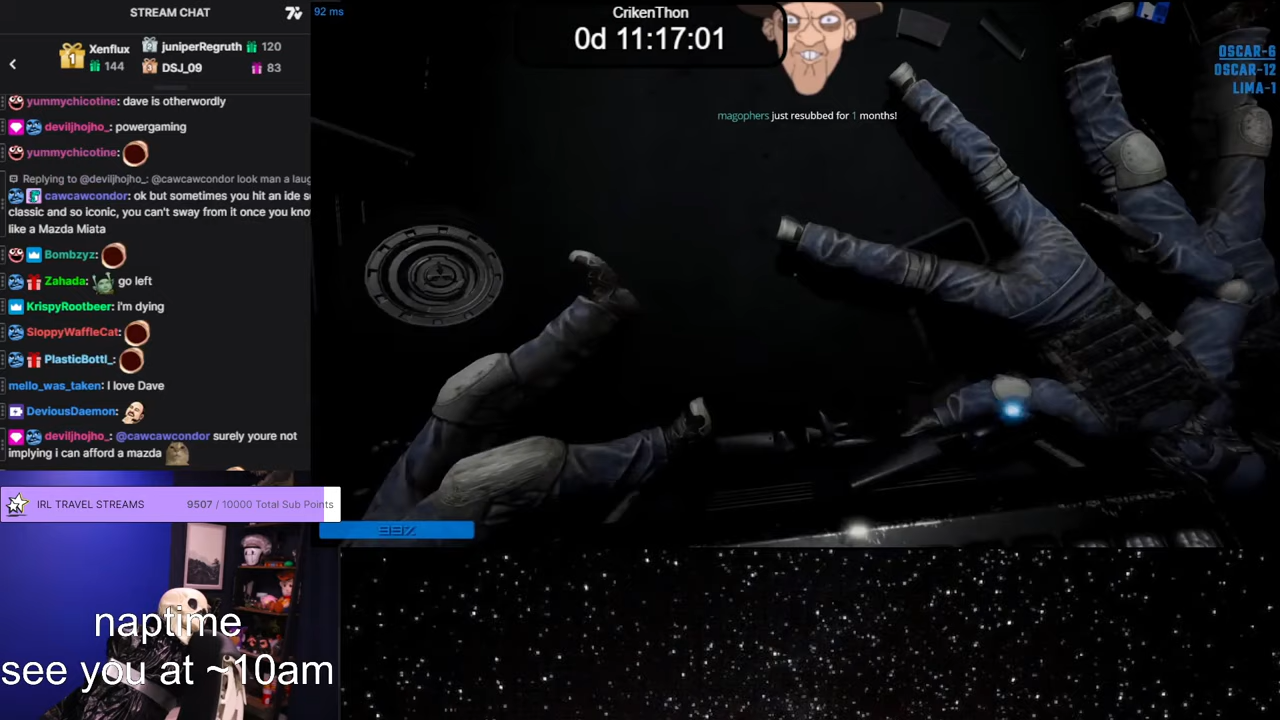 STREAM CHAT
92 ms
Xenflux
144
juniperRegruth 120
DSJ_09 83
yummychicotine: dave is otherwordly
deviljhojho_: powergaming
yummychicotine:
Replying to @deviljhojho_: @cawcawcondor look man a laug
cawcawcondor: ok but sometimes you hit an ide s
classic and so iconic, you can't sway from it once you kno
like a Mazda Miata
Bombzyz:
Zahada: go left
KrispyRootbeer: i'm dying
SloppyWaffleCat:
PlasticBottl_:
mello_was_taken: I love Dave
DeviousDaemon:
deviljhojho_: @cawcawcondor surely youre not
implying i can afford a mazda
IRL TRAVEL STREAMS 9507 / 10000 Total Sub Points
naptime
see you at ~10am
CrikenThon
0d 11:17:01
magophers just resubbed for 1 months!
OSCAR-6
OSCAR-12
LIMA-1